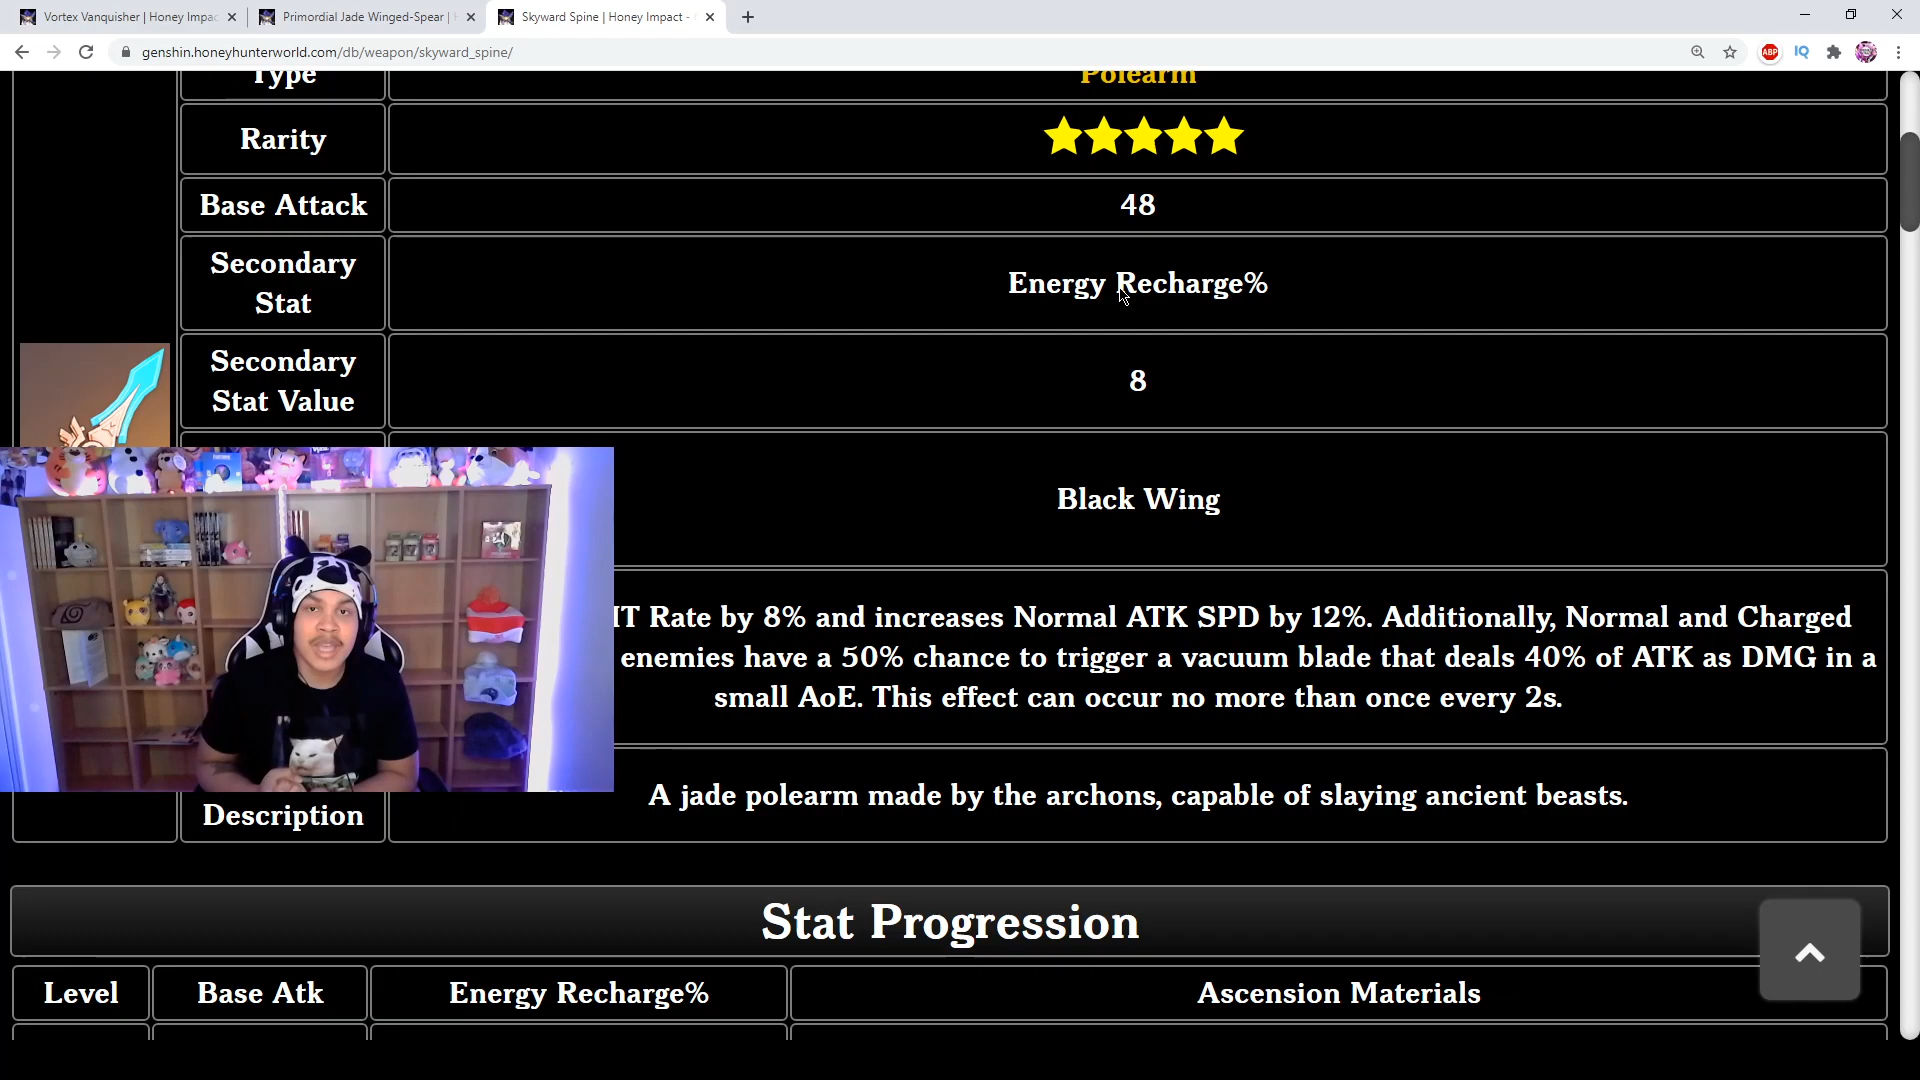 Vortex Vanquisher | Honey Impac
Primordial Jade Winged-Spear |
Skyward Spine | Honey Impact -
genshin.honeyhunterworld.com/db/weapon/skyward_spine/
ABP
IQ
Type
Polearm
Rarity
Base Attack
48
Secondary
Stat
Energy Recharge%
Secondary
Stat Value
8
Black Wing
IT Rate by 8% and increases Normal ATK SPD by 12%. Additionally, Normal and Charged
enemies have a 50% chance to trigger a vacuum blade that deals 40% of ATK as DMG in a
small AoE. This effect can occur no more than once every 2s.
Description
A jade polearm made by the archons, capable of slaying ancient beasts.
Stat Progression
Level
Base Atk
Energy Recharge%
Ascension Materials